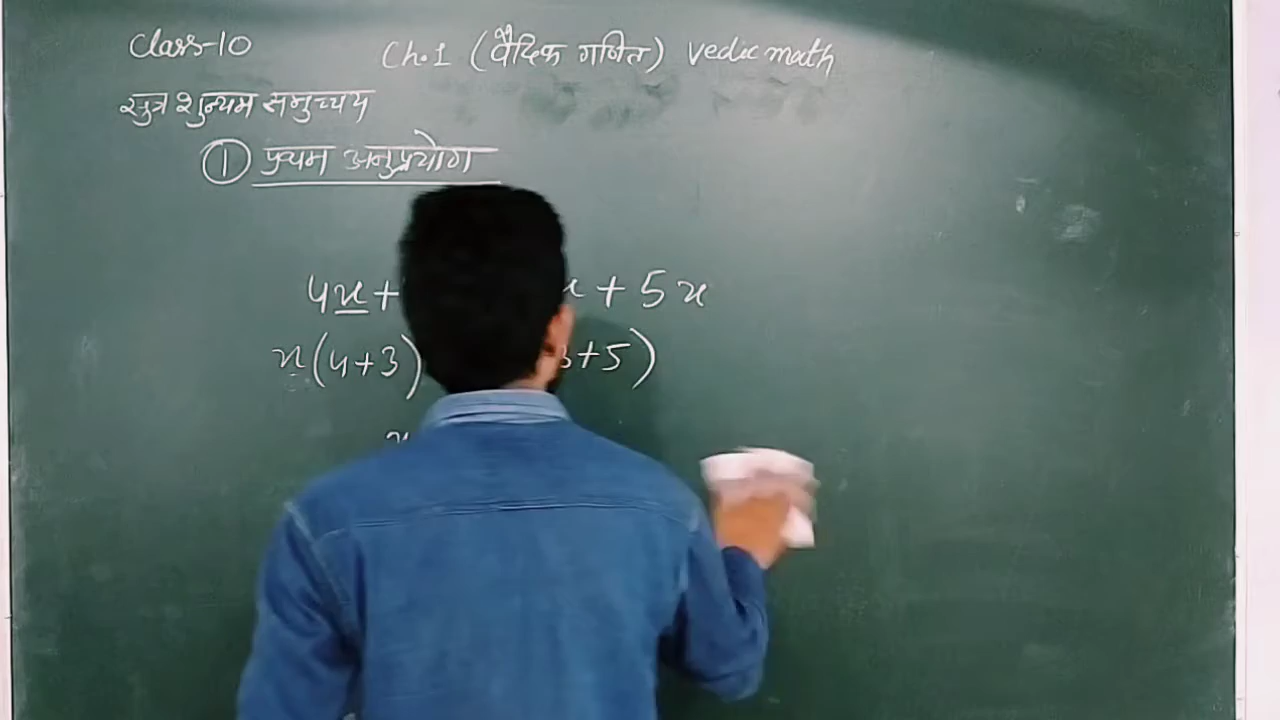 Class-10
Ch.1 (वैदिक गणित) vedic math
सुत्र शुन्यम समुच्चय
① प्रथम अनुप्रयोग
4x+ x + 5x
x(4+3) 3+5)
x